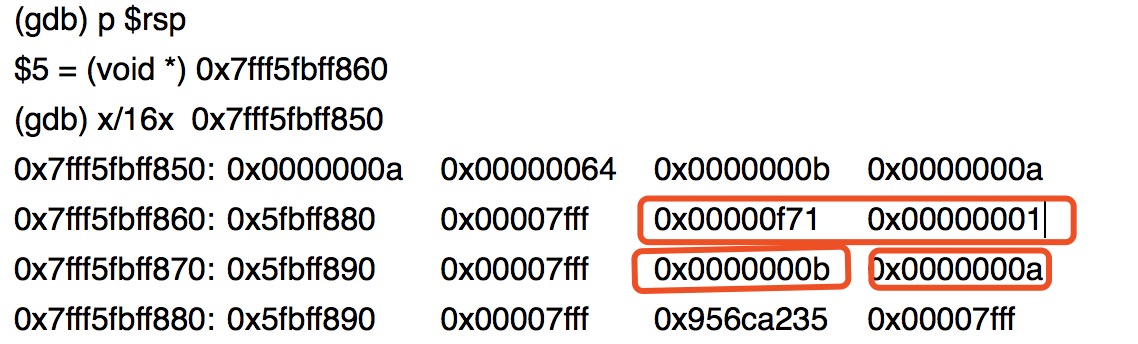 (gdb) p $rsp
$5 = (void *) 0x7fff5fbff860
(gdb) x/16x 0x7fff5fbff850
0x7fff5fbff850: 0x0000000a 0x00000064 0x0000000b 0x0000000a
0x7fff5fbff860: 0x5fbff880 0x00007fff 0x00000f71 0x00000001
0x7fff5fbff870: 0x5fbff890 0x00007fff 0x0000000b 0x0000000a
0x7fff5fbff880: 0x5fbff890 0x00007fff 0x956ca235 0x00007fff